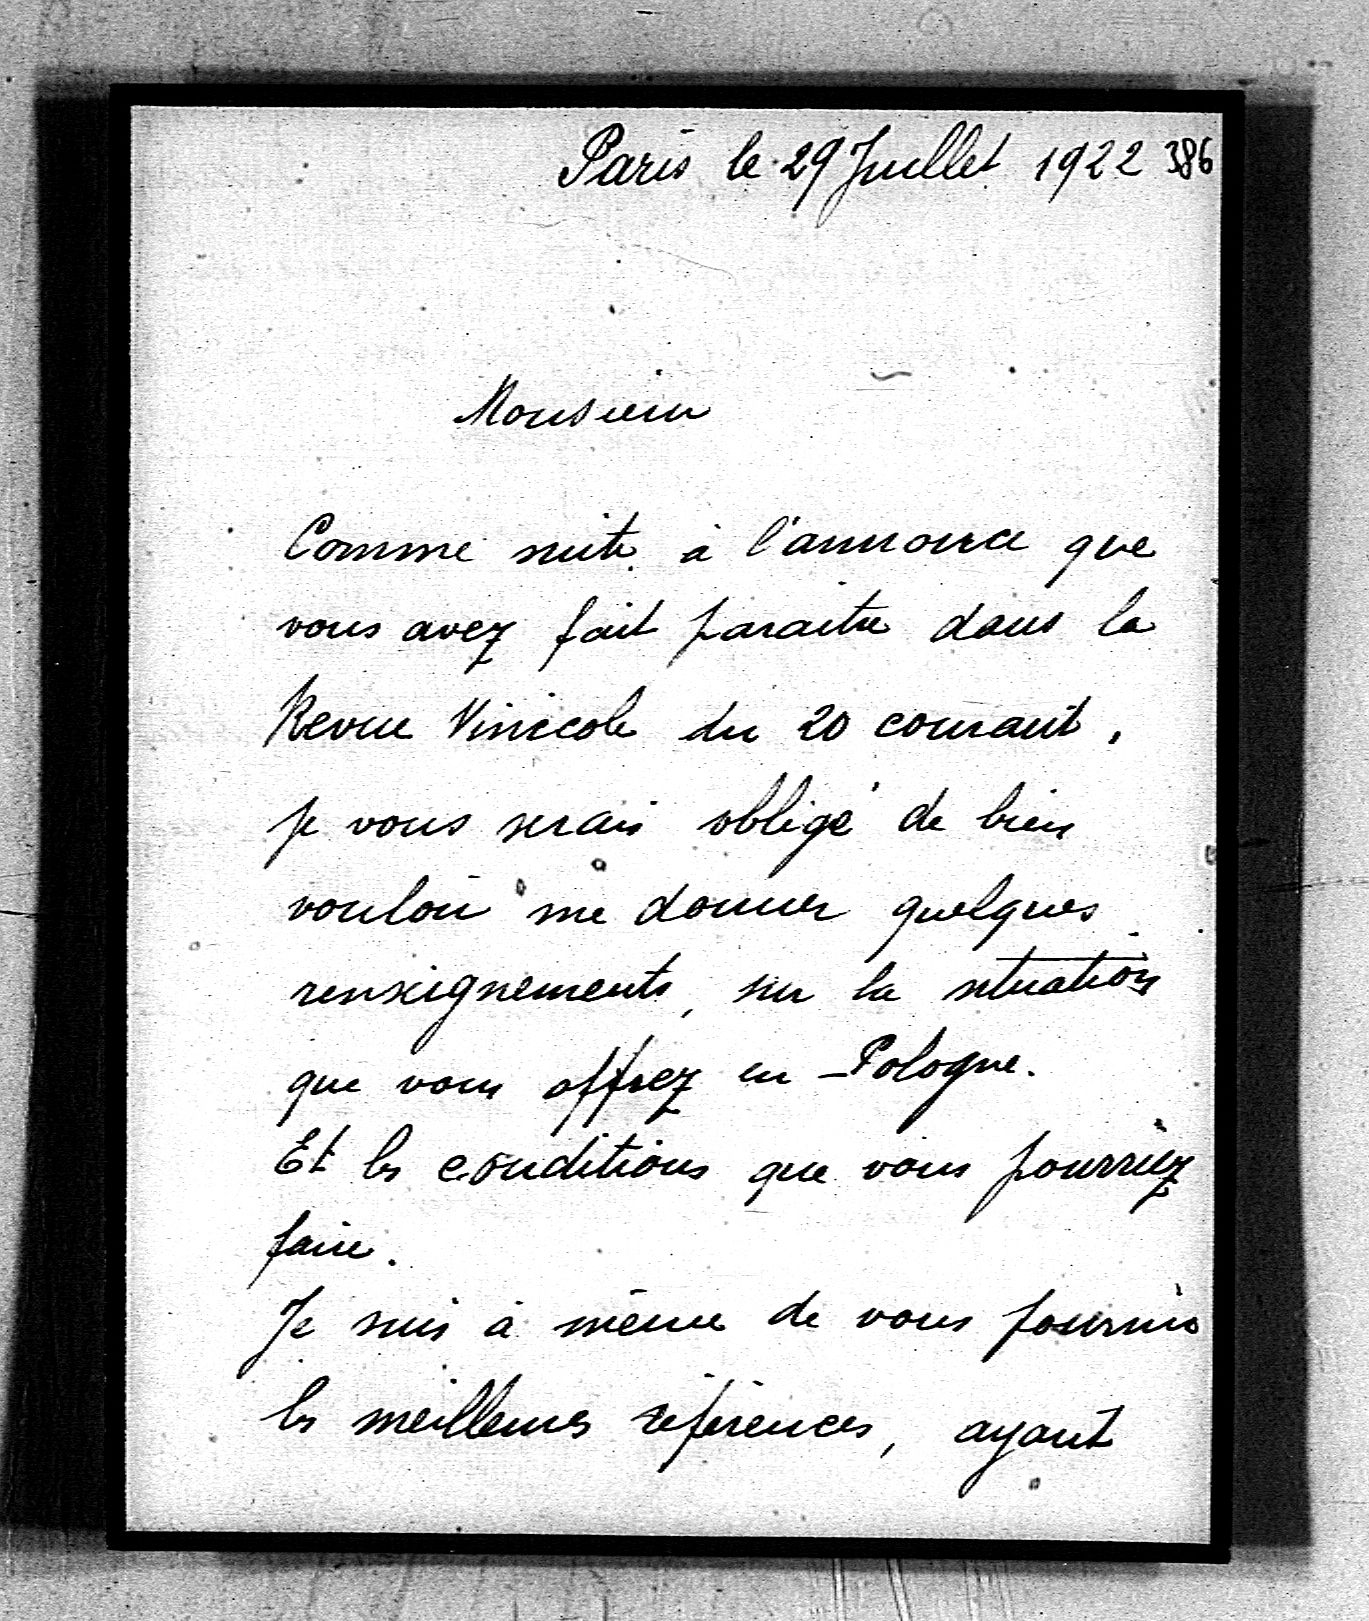 Paris le 29 Juillet 1922 386
Monsieur
Comme suite à l'annonce que
vous avez fait paraitre dans la
Revue Vinicole du 20 courant,
je vous serais obligé de bien
vouloir me donner quelques
renseignements, sur la situation
que vous offrez en Pologne.
Et les conditions que vous pourriez
faire.
Je suis à même de vous fournir
les meilleures références, ayant